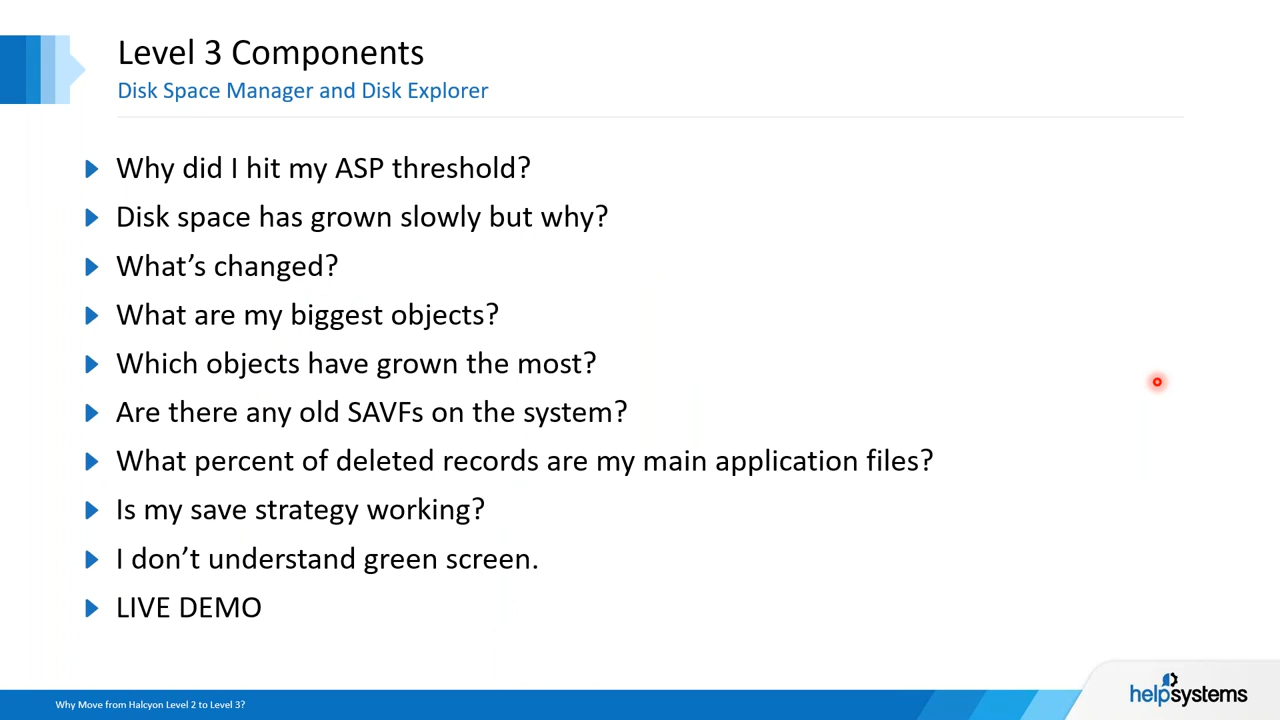 Level 3 Components
Disk Space Manager and Disk Explorer
Why did I hit my ASP threshold?
Disk space has grown slowly but why?
What's changed?
What are my biggest objects?
Which objects have grown the most?
Are there any old SAVFs on the system?
What percent of deleted records are my main application files?
Is my save strategy working?
I don't understand green screen.
LIVE DEMO
Why Move from Halcyon Level 2 to Level 3?
helpsystems